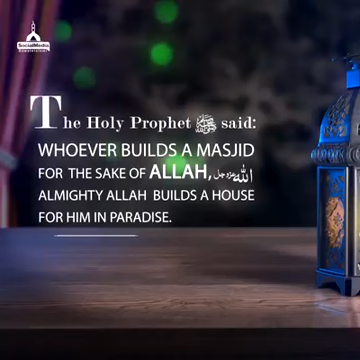 SocialMedia
The Holy Prophet ﷺ said:
WHOEVER BUILDS A MASJID
FOR THE SAKE OF ALLAH,
ALMIGHTY ALLAH BUILDS A HOUSE
FOR HIM IN PARADISE.